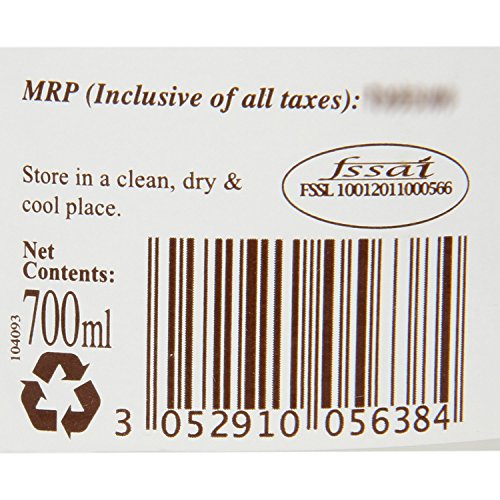 MRP (Inclusive of all taxes):
fssai
FSSL 10012011000566
Store in a clean, dry &
cool place.
Net
Contents:
700ml
104093
3 052910 056384